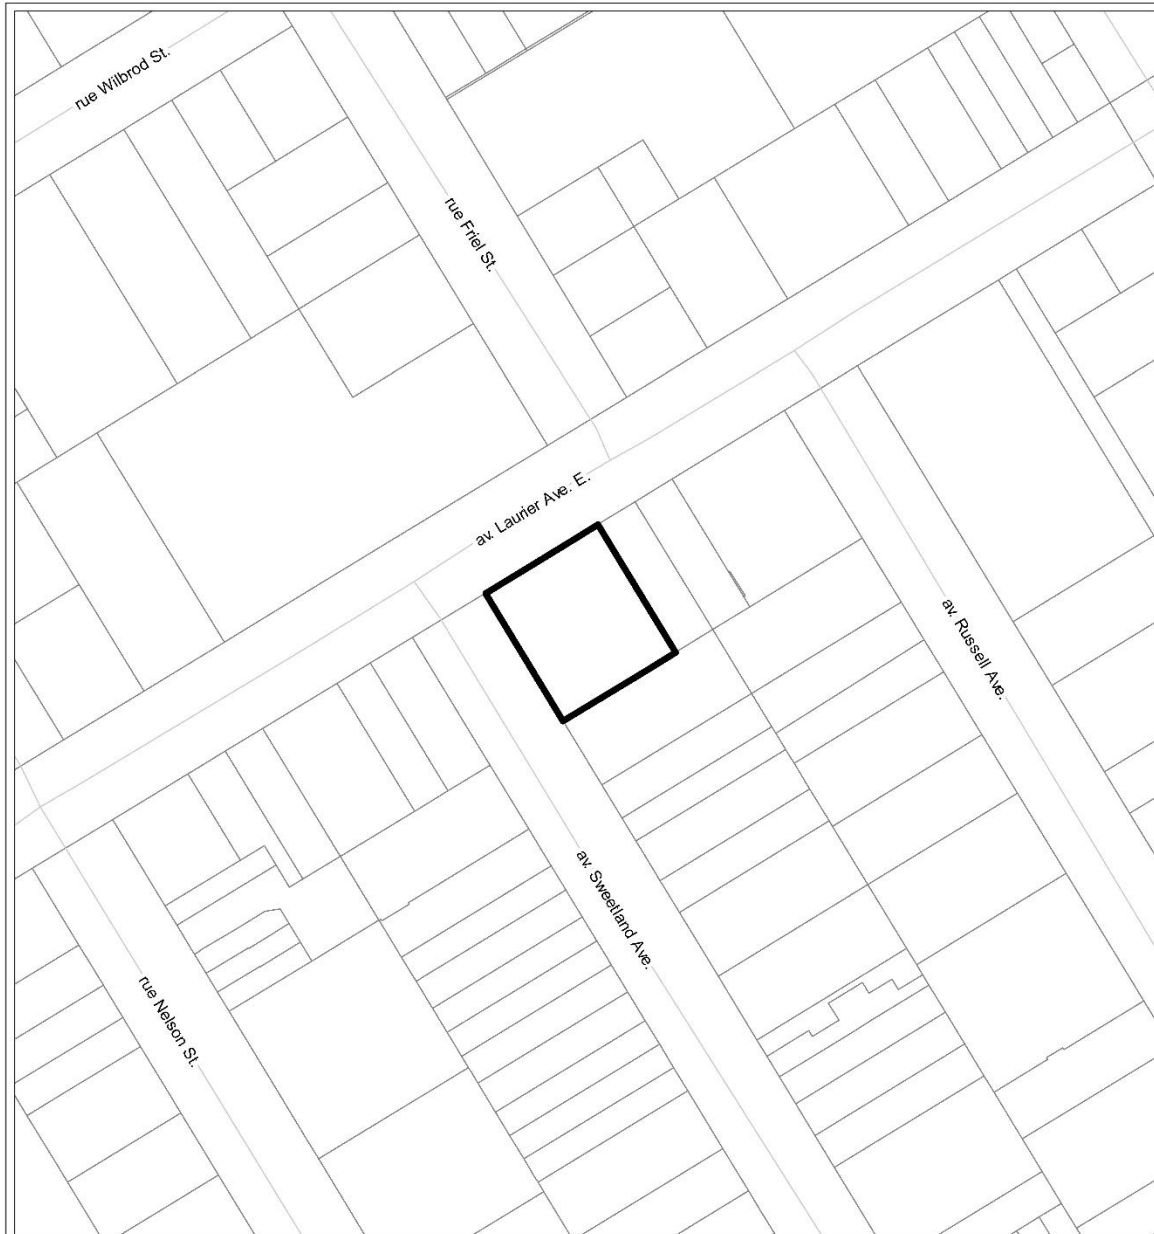 rue Wilbrod St.
rue Friel St.
av. Laurier Ave. E.
av. Russell Ave.
av. Sweetland Ave.
rue Nelson St.